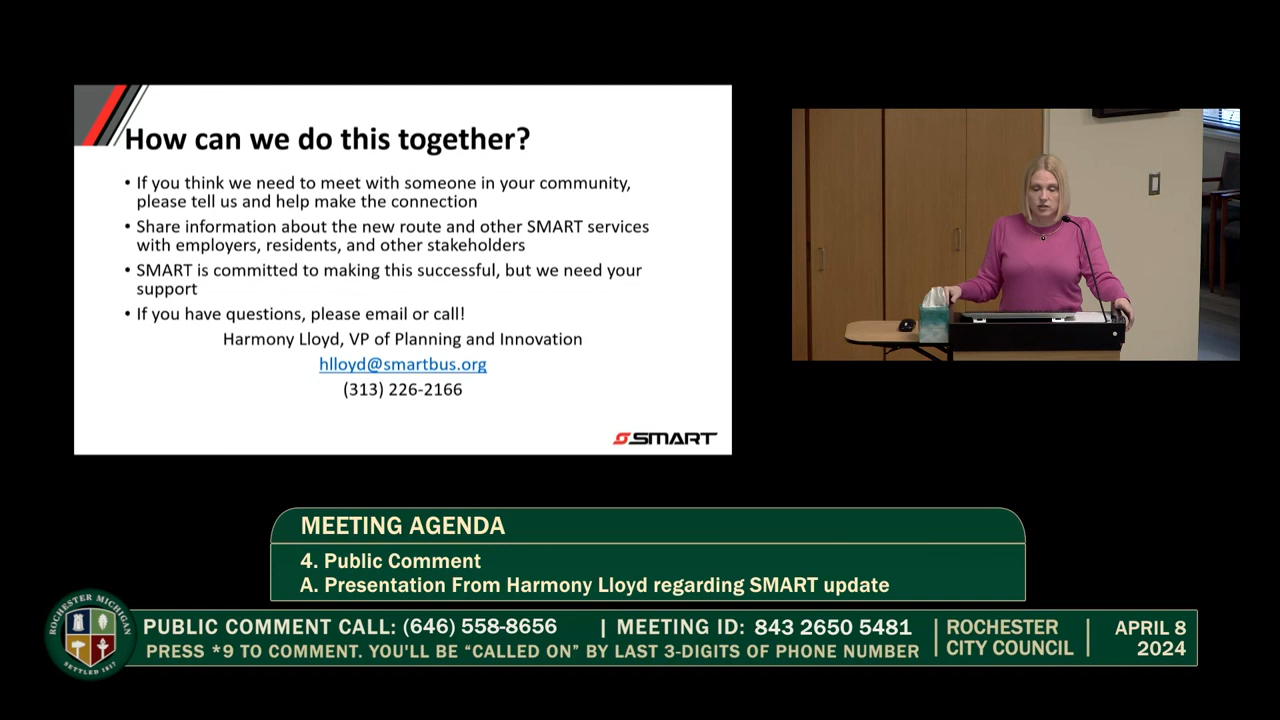 How can we do this together?
• If you think we need to meet with someone in your community,
please tell us and help make the connection
• Share information about the new route and other SMART services
with employers, residents, and other stakeholders
• SMART is committed to making this successful, but we need your
support
• If you have questions, please email or call!
Harmony Lloyd, VP of Planning and Innovation
hlloyd@smartbus.org
(313) 226-2166
SMART
MEETING AGENDA
4. Public Comment
A. Presentation From Harmony Lloyd regarding SMART update
ROCHESTER MICHIGAN
SETTLED 1817
PUBLIC COMMENT CALL: (646) 558-8656 | MEETING ID: 843 2650 5481
PRESS *9 TO COMMENT. YOU'LL BE “CALLED ON” BY LAST 3-DIGITS OF PHONE NUMBER
ROCHESTER
CITY COUNCIL
APRIL 8
2024